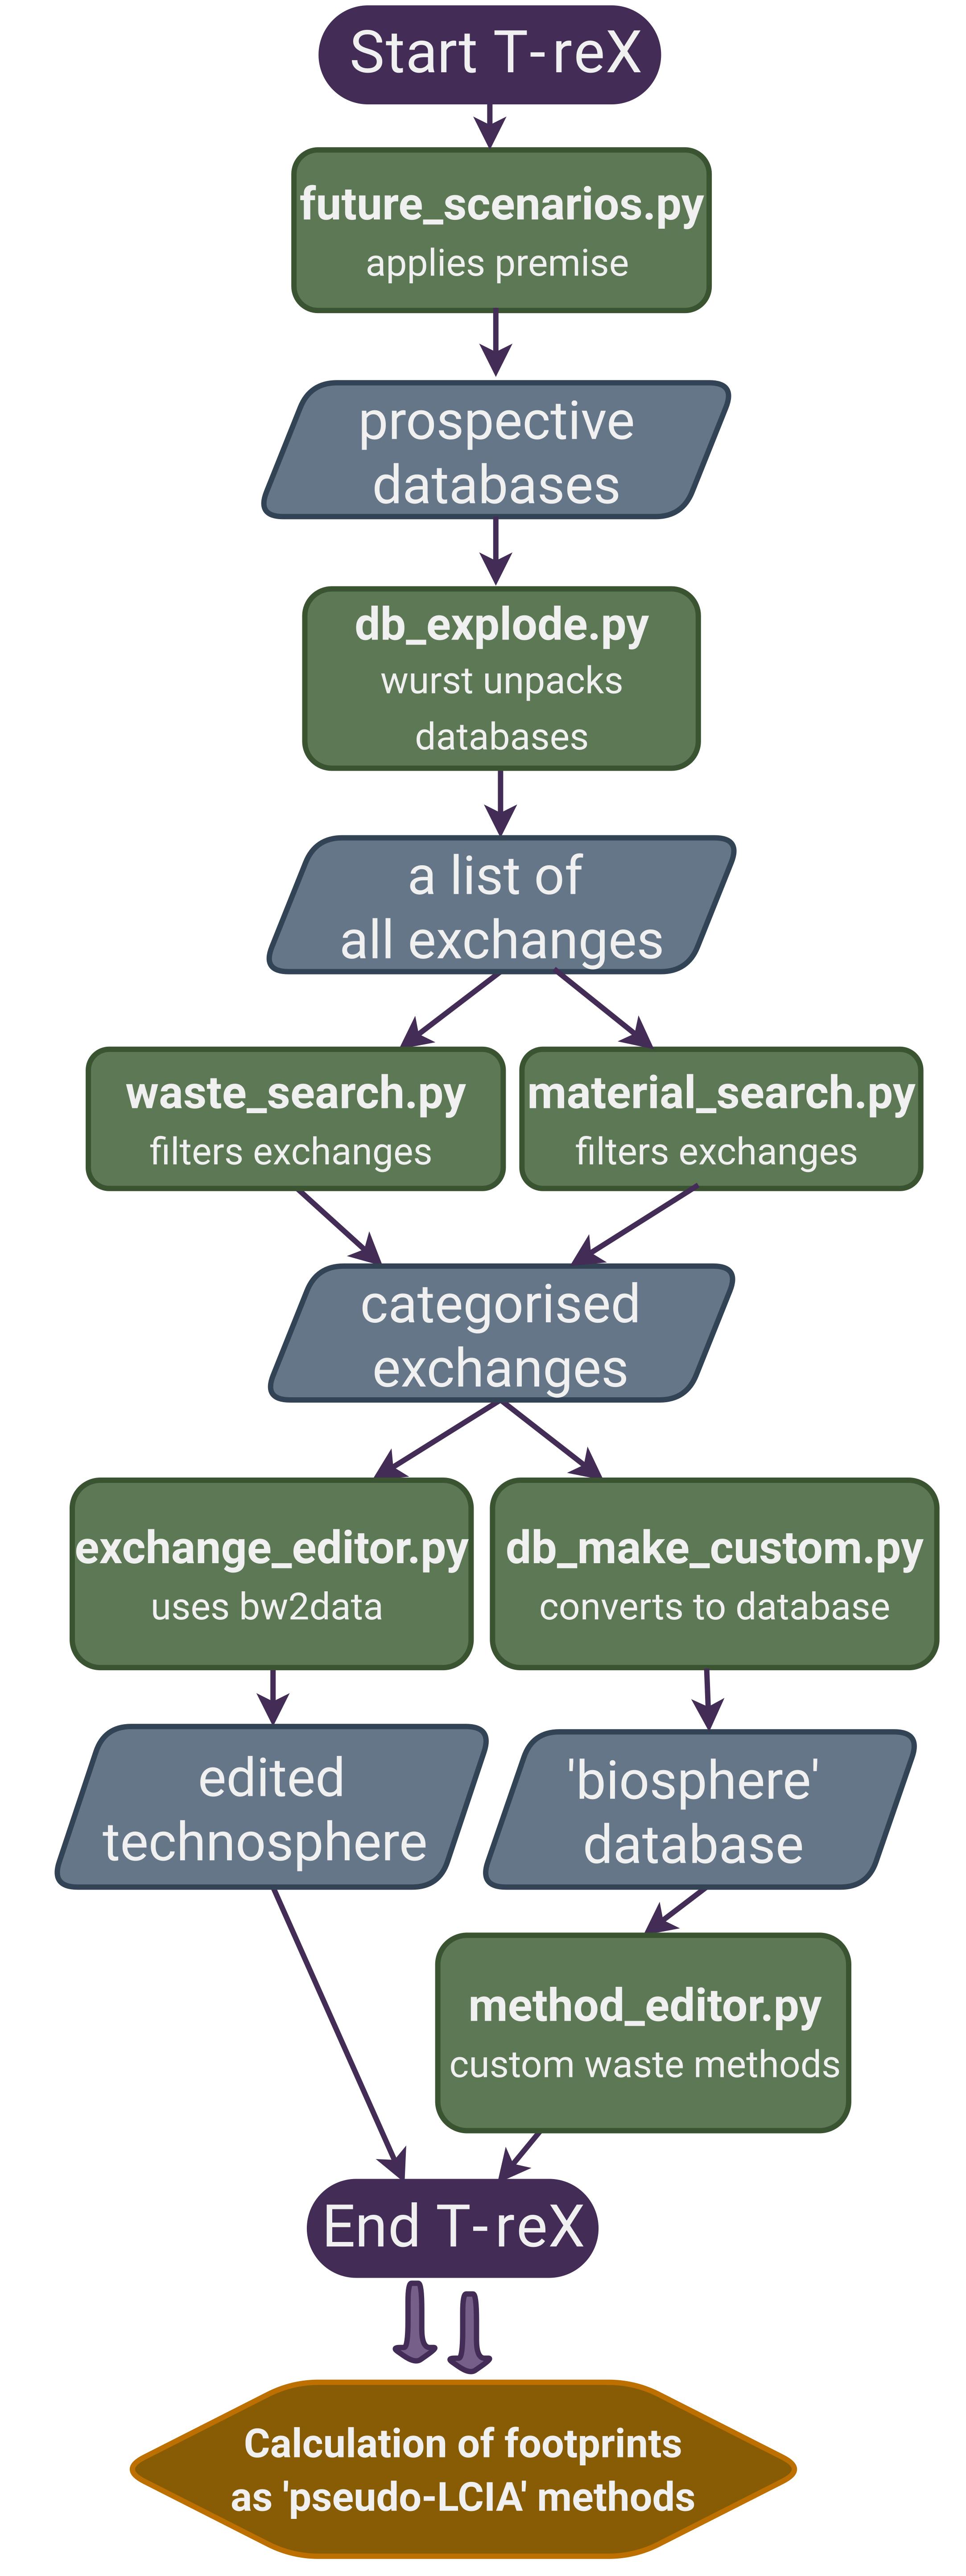 Start T-reX
future_scenarios.py
applies premise
prospective
databases
db_explode.py
wurst unpacks
databases
a list of
all exchanges
waste_search.py
filters exchanges
material_search.py
filters exchanges
categorised
exchanges
exchange_editor.py
uses bw2data
db_make_custom.py
converts to database
edited
technosphere
'biosphere'
database
method_editor.py
custom waste methods
End T-reX
Calculation of footprints
as 'pseudo-LCIA' methods